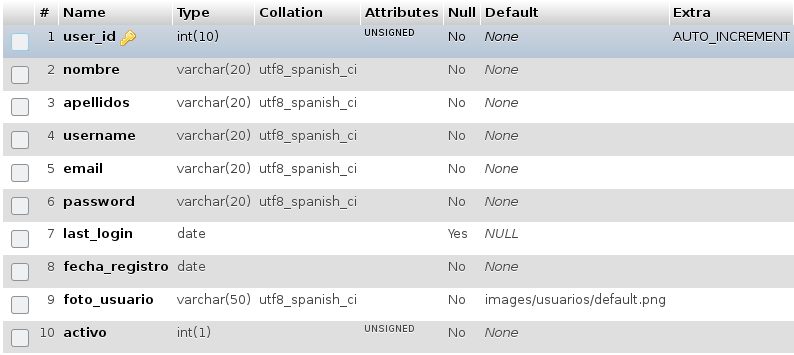 # Name Type Collation Attributes Null Default Extra
1 user_id int(10) UNSIGNED No None AUTO_INCREMENT
2 nombre varchar(20) utf8_spanish_ci No None
3 apellidos varchar(20) utf8_spanish_ci No None
4 username varchar(20) utf8_spanish_ci No None
5 email varchar(20) utf8_spanish_ci No None
6 password varchar(20) utf8_spanish_ci No None
7 last_login date Yes NULL
8 fecha_registro date No None
9 foto_usuario varchar(50) utf8_spanish_ci No images/usuarios/default.png
10 activo int(1) UNSIGNED No None